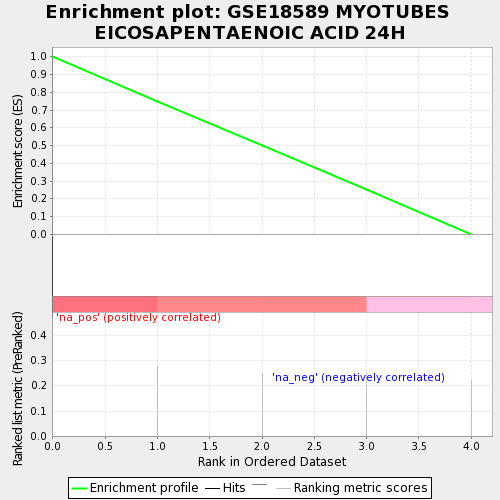 Enrichment plot: GSE18589 MYOTUBES
EICOSAPENTAENOIC ACID 24H
Enrichment score (ES)
1.0
0.9
0.8
0.7
0.6
0.5
0.4
0.3
0.2
0.1
0.0
'na_pos' (positively correlated)
'na_neg' (negatively correlated)
Ranked list metric (PreRanked)
0.4
0.3
0.2
0.1
0.0
0.0 0.5 1.0 1.5 2.0 2.5 3.0 3.5 4.0
Rank in Ordered Dataset
Enrichment profile Hits Ranking metric scores